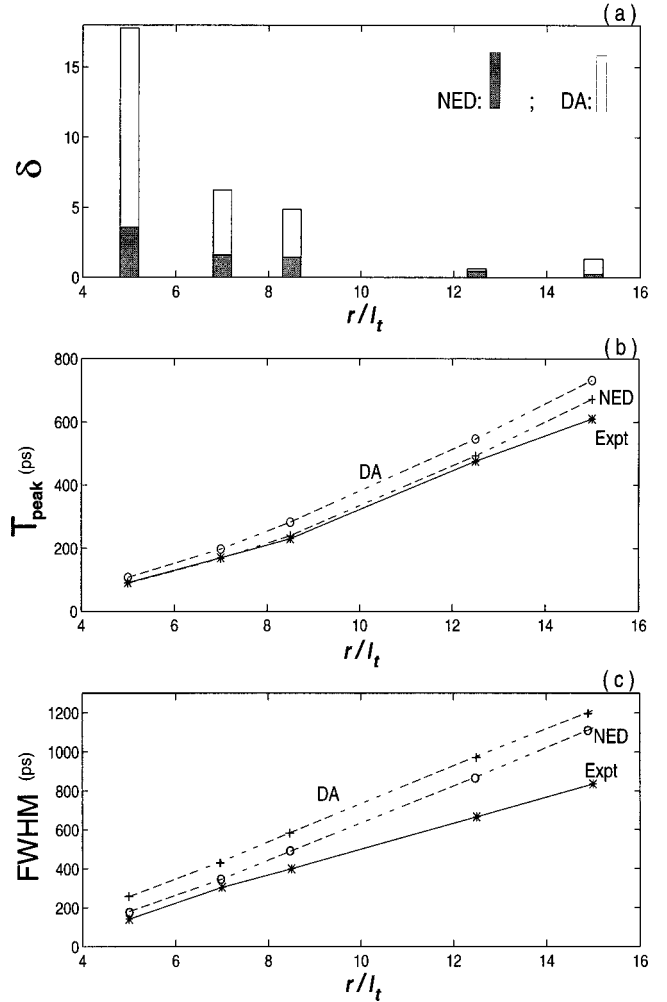 (a)
15
10
5
0
δ
NED: ; DA:
4 6 8 10 12 14 16
r/lt
(b)
800
600
400
200
0
Tpeak (ps)
DA
NED
Expt
4 6 8 10 12 14 16
r/lt
(c)
1200
1000
800
600
400
200
0
FWHM (ps)
DA
NED
Expt
4 6 8 10 12 14 16
r/lt